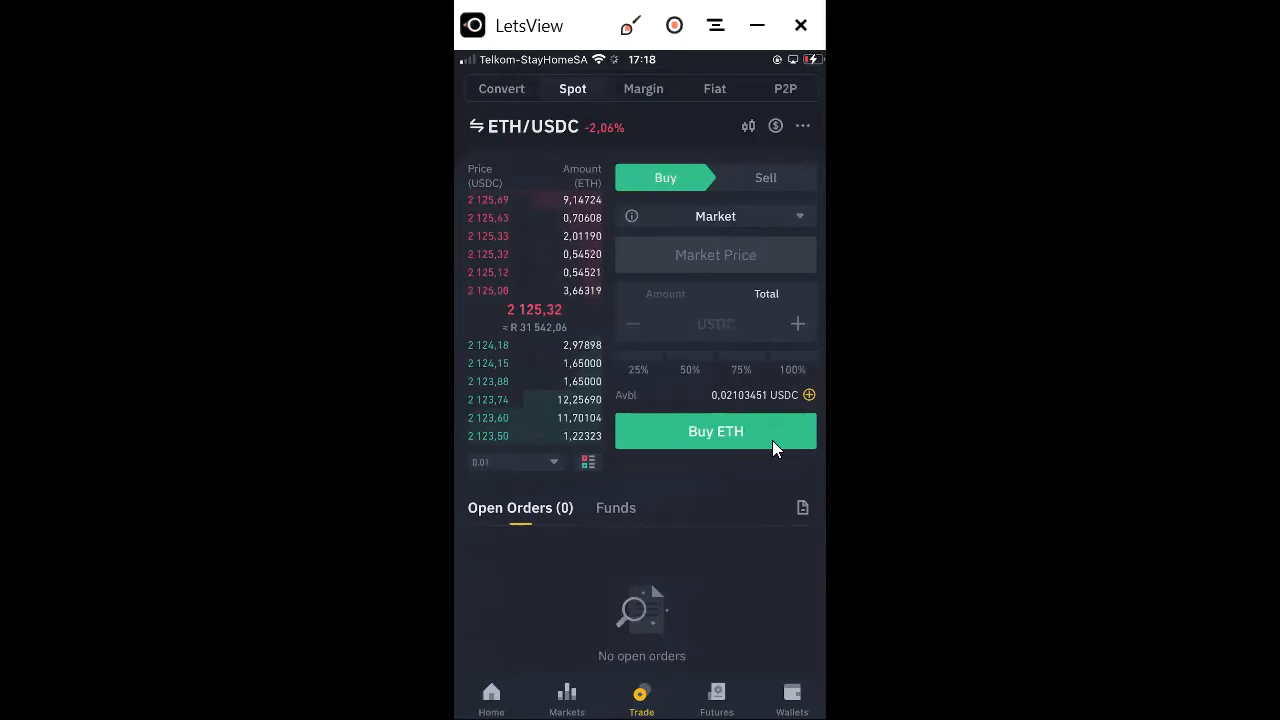 LetsView
Telkom-StayHomeSA 17:18
Convert Spot Margin Fiat P2P
ETH/USDC -2,06%
Price (USDC) Amount (ETH)
2 125,69 9,14724
2 125,43 0,70608
2 125,33 2,01190
2 125,32 0,54520
2 125,12 0,54521
2 125,00 3,66319
2 125,32
≈ R 31 542,06
2 124,18 2,97898
2 124,15 1,65000
2 123,88 1,65000
2 123,74 12,25690
2 123,60 11,70104
2 123,50 1,22323
0.01
Buy Sell
Market
Market Price
Amount Total
USDC
25% 50% 75% 100%
Avbl 0,02103451 USDC
Buy ETH
Open Orders (0) Funds
No open orders
Home Markets Trade Futures Wallets